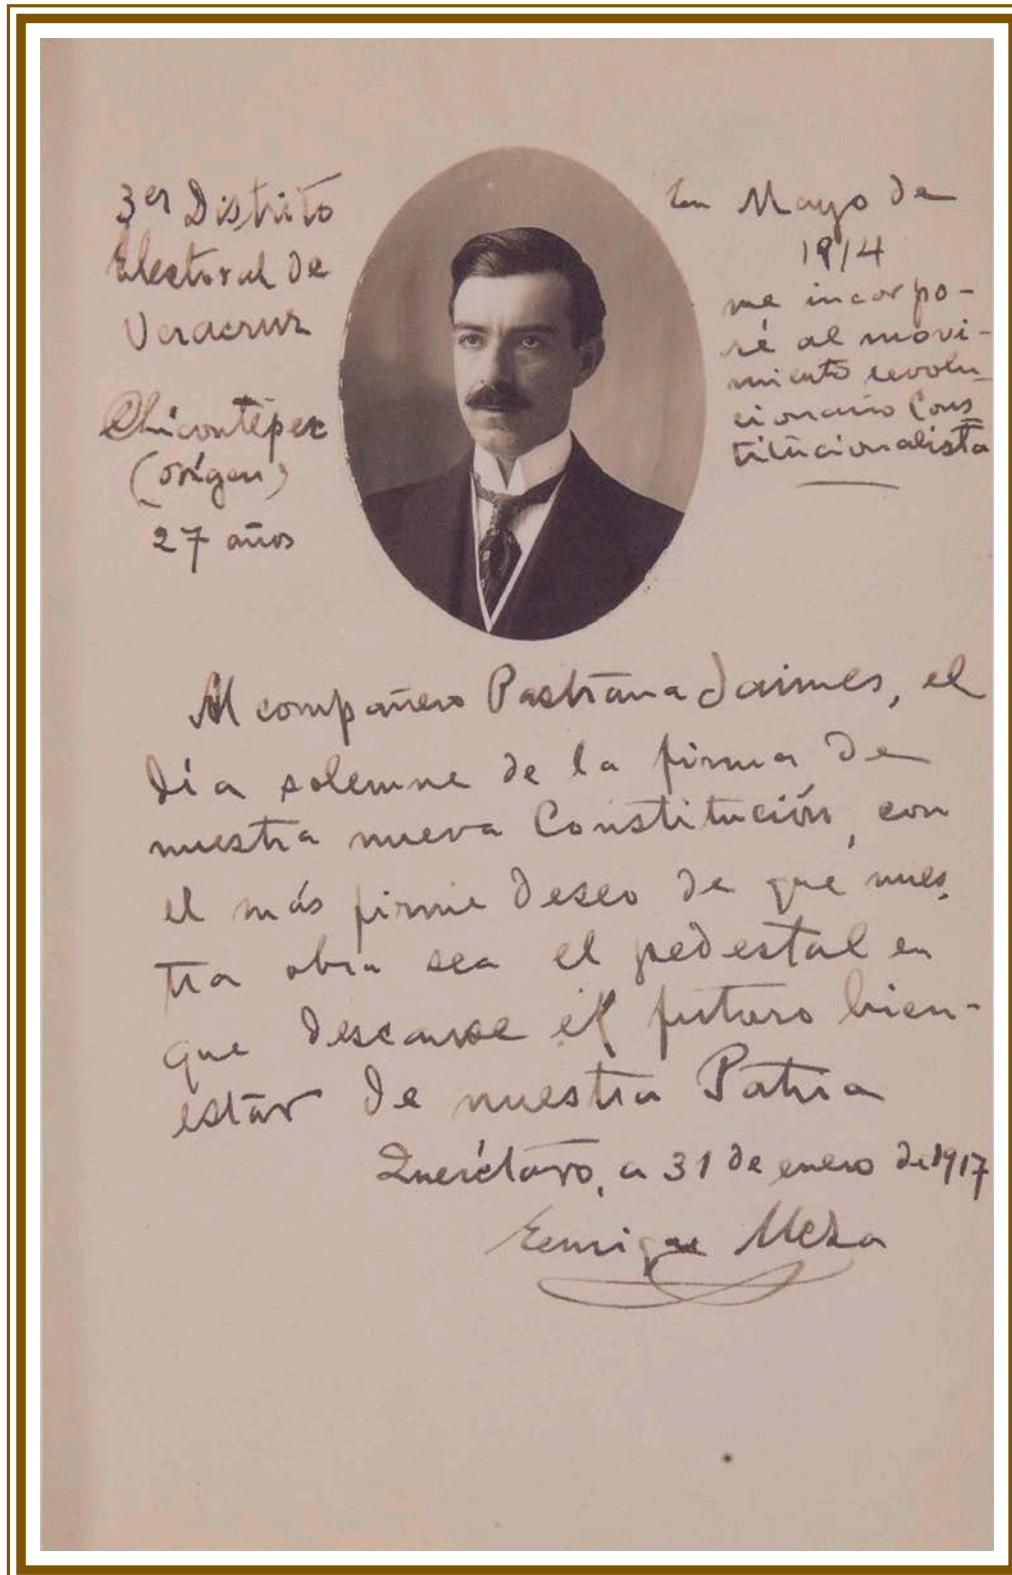 3er Distrito
Electoral de
Veracruz
Chicontepec
(orígen)
27 años
En Mayo de
1914
me incorpo-
ré al movi-
miento revolu-
cionario Cons
titucionalista
Al compañero Pastrana Jaimes, el
día solemne de la firma de
nuestra nueva Constitución, con
el más firme deseo de que nues-
tra obra sea el pedestal en
que descanse el futuro bien-
estar de nuestra Patria
Querétaro, a 31 de enero de 1917
Enrique Meza